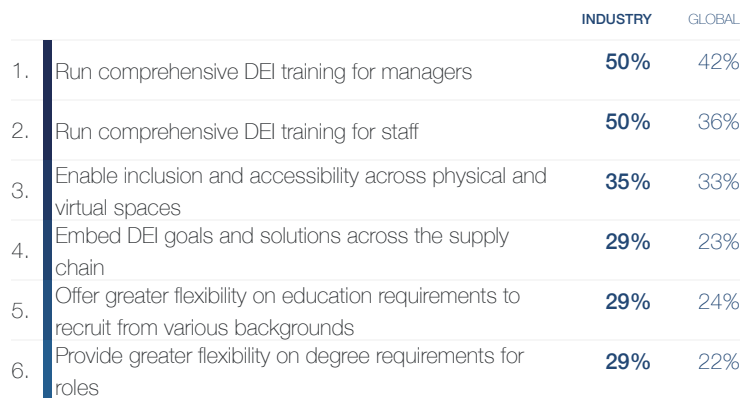 INDUSTRY GLOBAL
1. Run comprehensive DEI training for managers 50% 42%
2. Run comprehensive DEI training for staff 50% 36%
3. Enable inclusion and accessibility across physical and
virtual spaces 35% 33%
4. Embed DEI goals and solutions across the supply
chain 29% 23%
5. Offer greater flexibility on education requirements to
recruit from various backgrounds 29% 24%
6. Provide greater flexibility on degree requirements for
roles 29% 22%